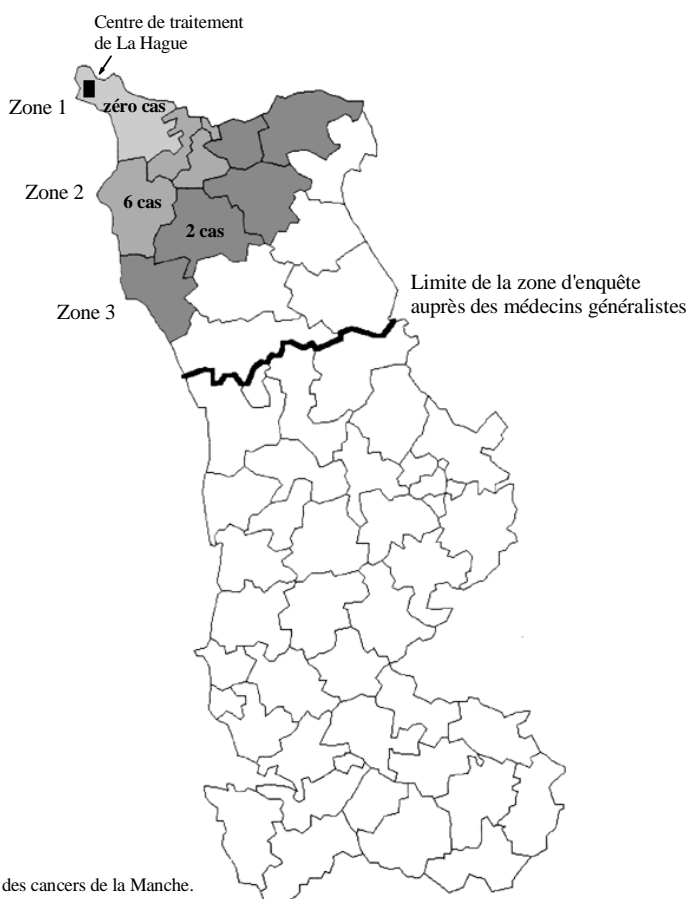 Centre de traitement
de La Hague
Zone 1
zéro cas
Zone 2
6 cas
2 cas
Zone 3
Limite de la zone d'enquête
auprès des médecins généralistes
des cancers de la Manche.